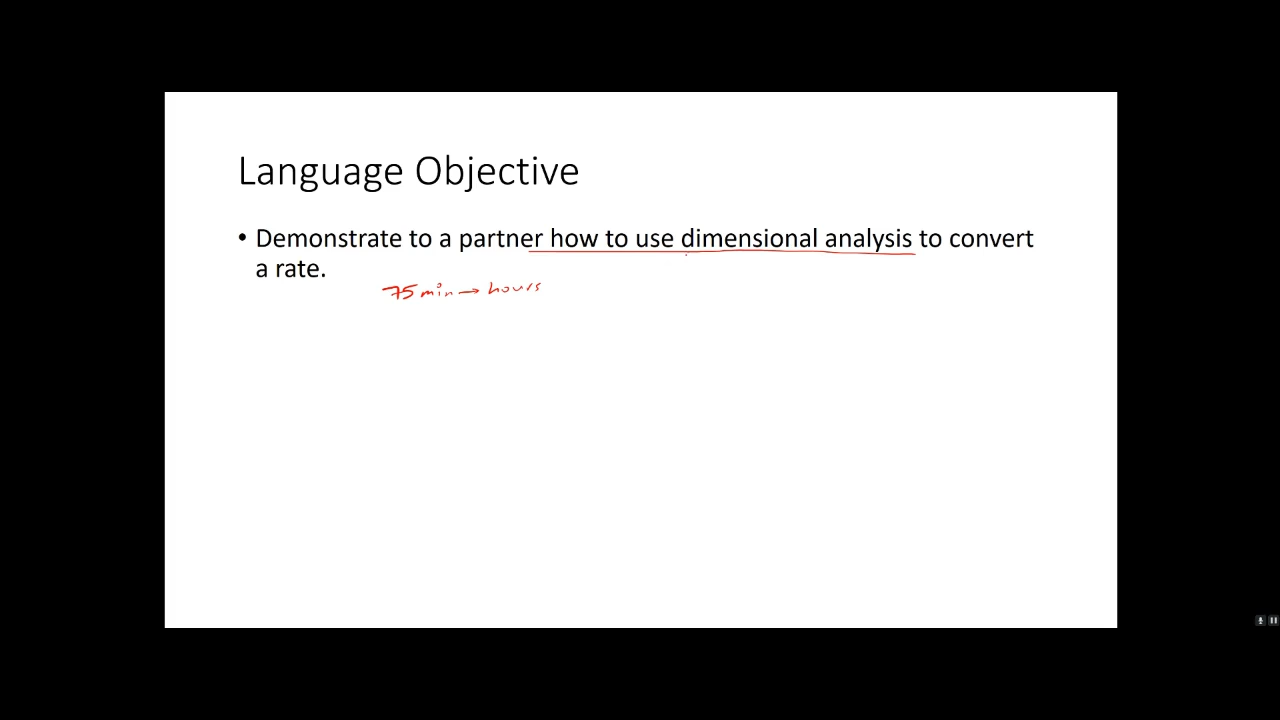 Language Objective
• Demonstrate to a partner how to use dimensional analysis to convert
a rate.
75 min → hours